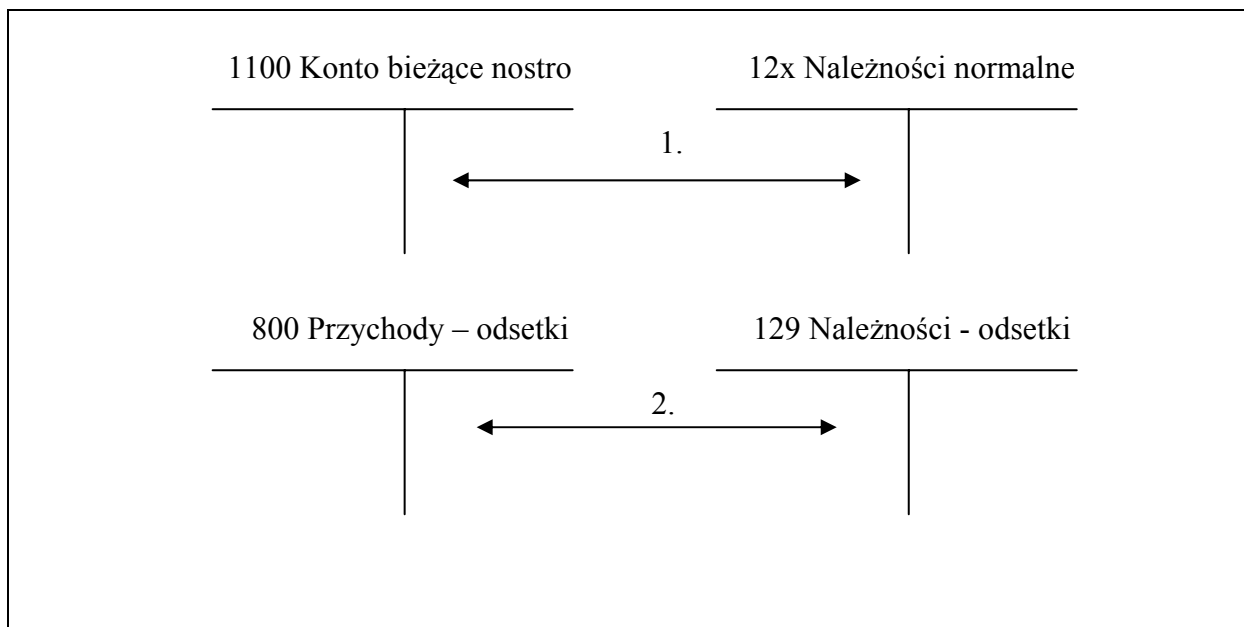 1100 Konto bieżące nostro 12x Należności normalne
1.
800 Przychody – odsetki 129 Należności - odsetki
2.